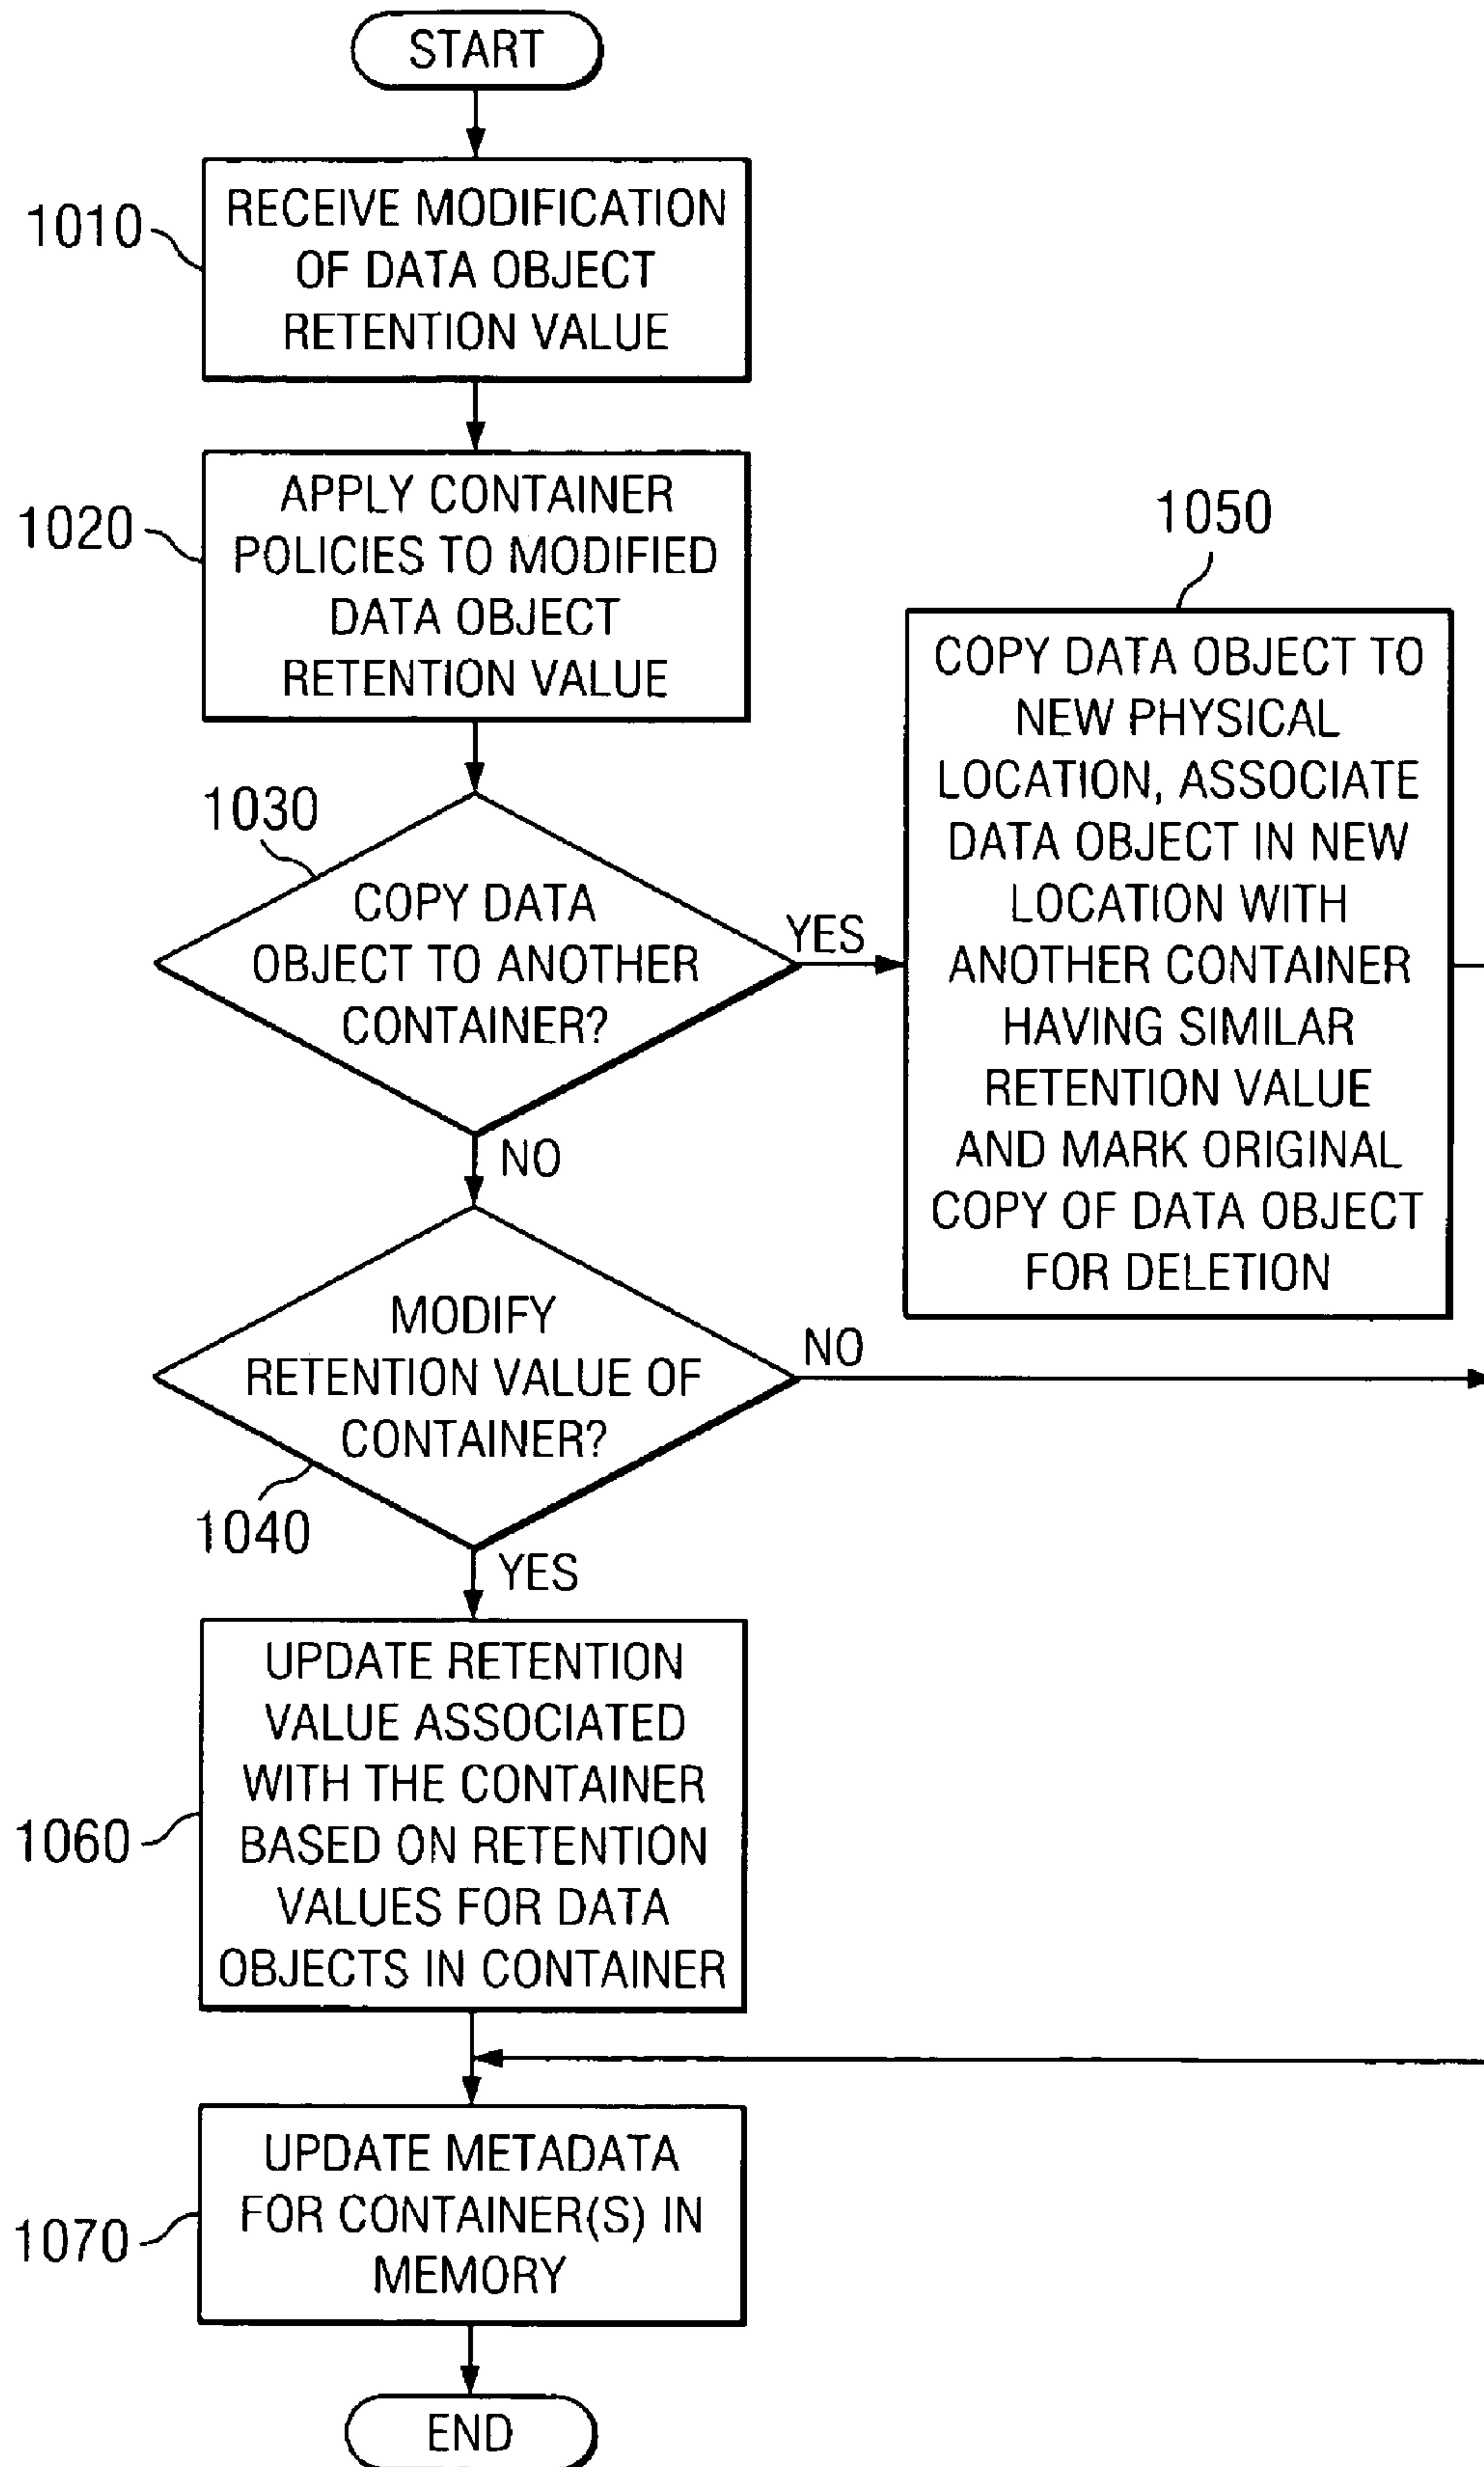 START
1010
RECEIVE MODIFICATION
OF DATA OBJECT
RETENTION VALUE
1020
APPLY CONTAINER
POLICIES TO MODIFIED
DATA OBJECT
RETENTION VALUE
1030
COPY DATA
OBJECT TO ANOTHER
CONTAINER?
YES
NO
1050
COPY DATA OBJECT TO
NEW PHYSICAL
LOCATION, ASSOCIATE
DATA OBJECT IN NEW
LOCATION WITH
ANOTHER CONTAINER
HAVING SIMILAR
RETENTION VALUE
AND MARK ORIGINAL
COPY OF DATA OBJECT
FOR DELETION
MODIFY
RETENTION VALUE OF
CONTAINER?
NO
1040
YES
1060
UPDATE RETENTION
VALUE ASSOCIATED
WITH THE CONTAINER
BASED ON RETENTION
VALUES FOR DATA
OBJECTS IN CONTAINER
1070
UPDATE METADATA
FOR CONTAINER(S) IN
MEMORY
END